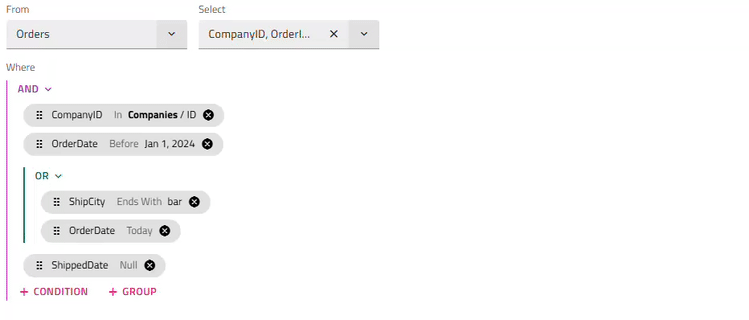 From Select
Orders CompanyID, OrderI...
Where
AND
CompanyID In Companies / ID
OrderDate Before Jan 1, 2024
OR
ShipCity Ends With bar
OrderDate Today
ShippedDate Null
+ CONDITION + GROUP